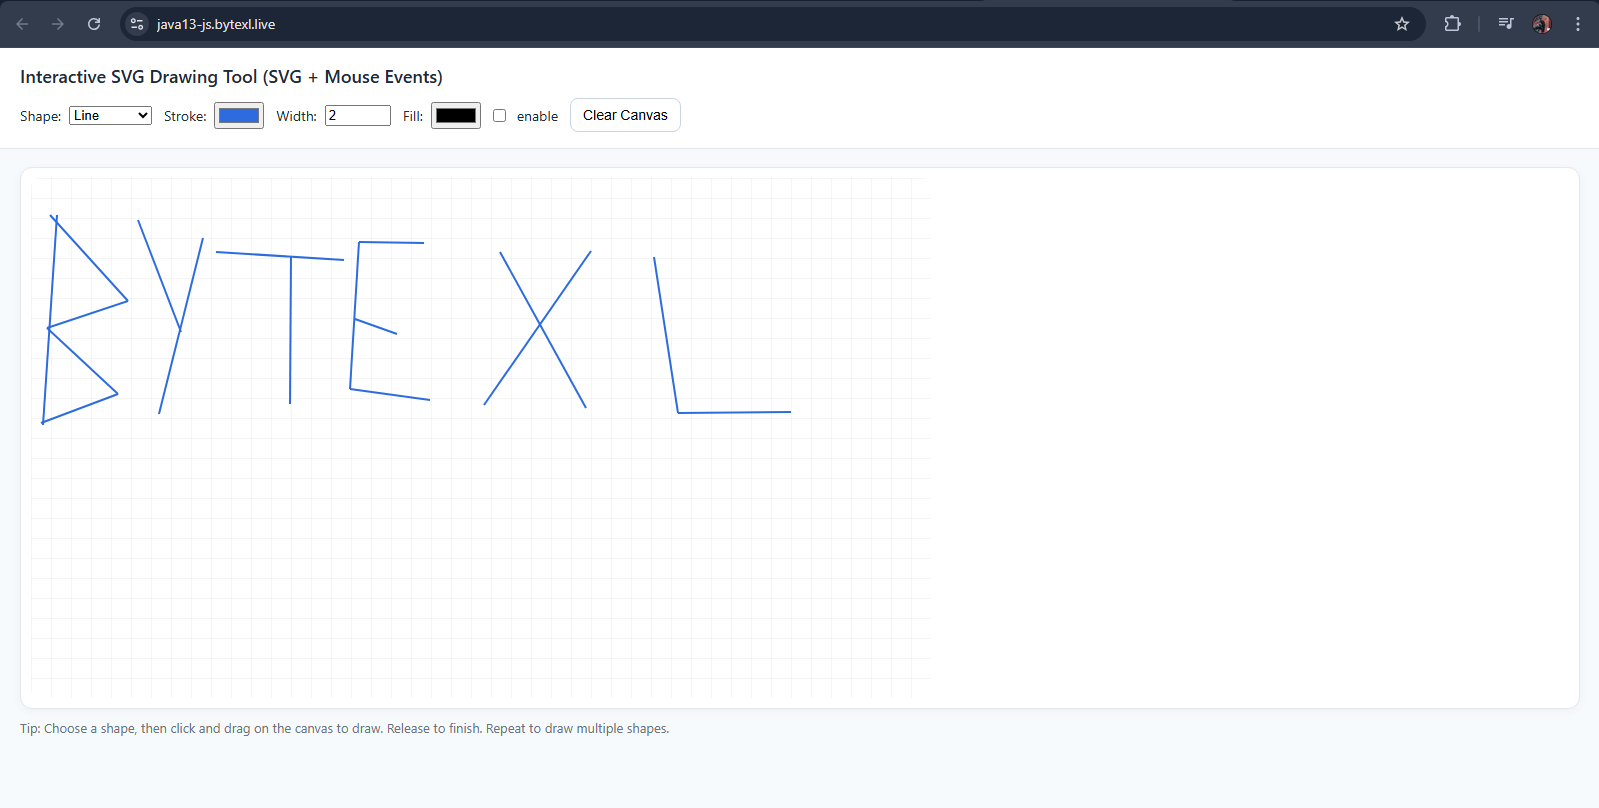 java13-js.bytexl.live
Interactive SVG Drawing Tool (SVG + Mouse Events)
Shape: Line Stroke: Width: 2 Fill: enable Clear Canvas
BYTEXL
Tip: Choose a shape, then click and drag on the canvas to draw. Release to finish. Repeat to draw multiple shapes.